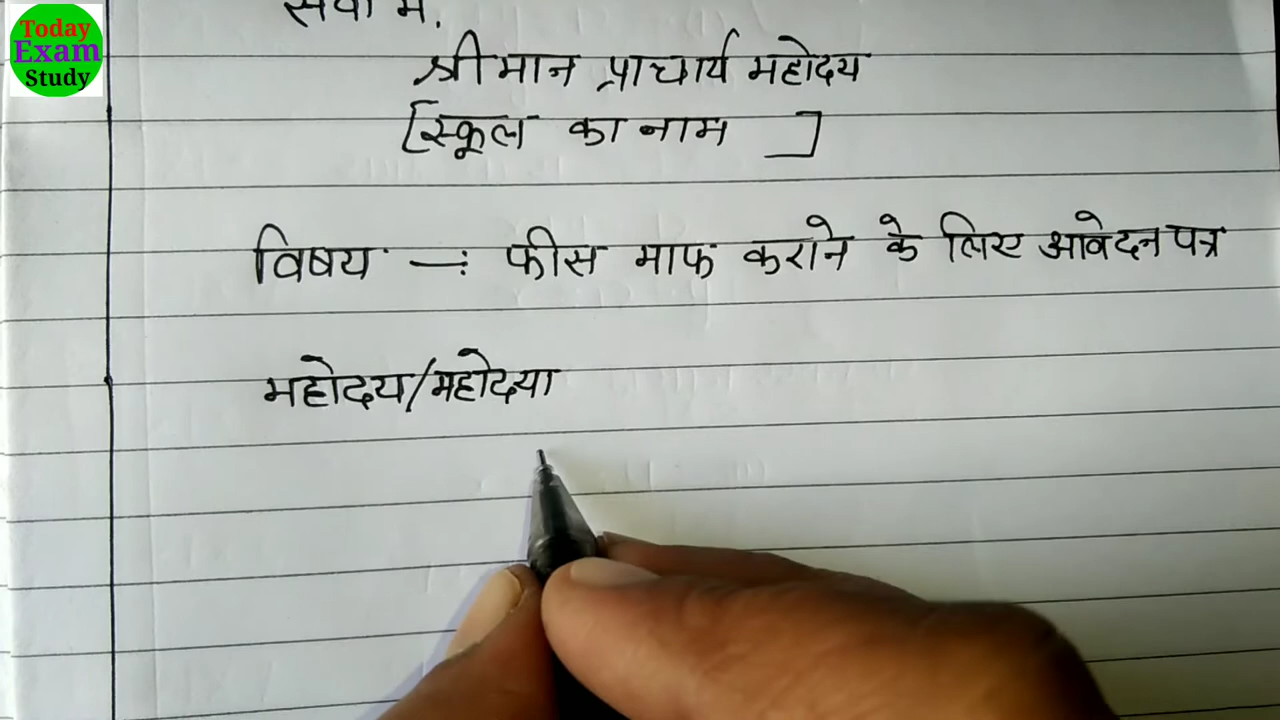 Today
Exam
Study
सेवा में,
श्रीमान प्राचार्य महोदय
[स्कूल का नाम ]
विषय -: फीस माफ कराने के लिए आवेदन पत्र
महोदय/महोदया